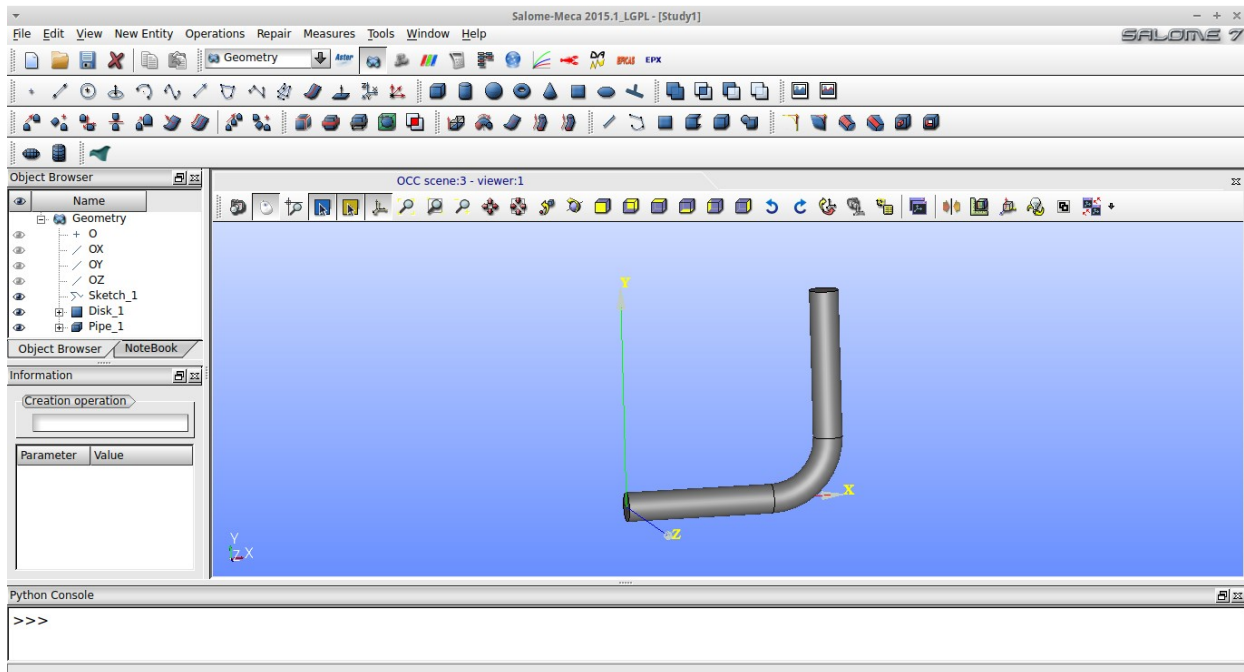 Salome-Meca 2015.1_LGPL - [Study1]
File Edit View New Entity Operations Repair Measures Tools Window Help
SALOME 7
Geometry
Aster
EFICAS
EPX
Object Browser
OCC scene:3 - viewer:1
Name
Geometry
O
OX
OY
OZ
Sketch_1
Disk_1
Pipe_1
Object Browser NoteBook
Information
Creation operation
Parameter Value
Y
X
Z
Y
Z X
Python Console
>>>